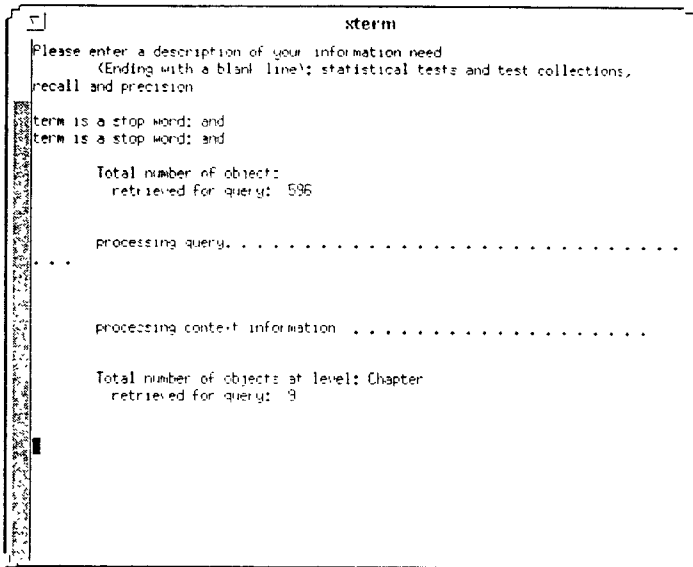 xterm
Please enter a description of your information need
(Ending with a blank line): statistical tests and test collections,
recall and precision
term is a stop word: and
term is a stop word: and
Total number of objects
retrieved for query: 596
processing query. . . . . . . . . . . . . . . . . . . . . . . . . . . . .
. . .
processing context information . . . . . . . . . . . . . . . . . . .
Total number of objects at level: Chapter
retrieved for query: 9